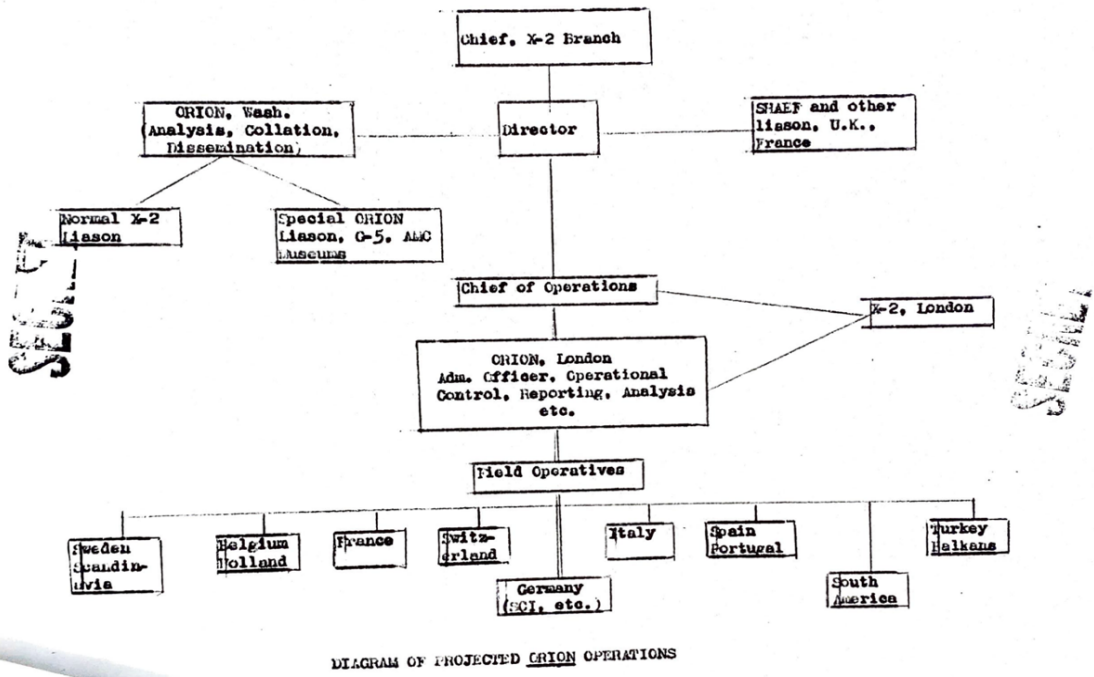 Chief, X-2 Branch
ORION, Wash.
(Analysis, Collation,
Dissemination)
Director
SHAEF and other
liason, U.K.,
France
Normal X-2
Liason
Special ORION
Liason, G-5, AMC
Museums
Chief of Operations
X-2, London
SECRET
SECRET
ORION, London
Adm. Officer, Operational
Control, Reporting, Analysis
etc.
Field Operatives
Sweden
Scandin-
avia
Belgium
Holland
France
Switz-
erland
Germany
(SCI, etc.)
Italy
Spain
Portugal
South
America
Turkey
Balkans
DIAGRAM OF PROJECTED ORION OPERATIONS